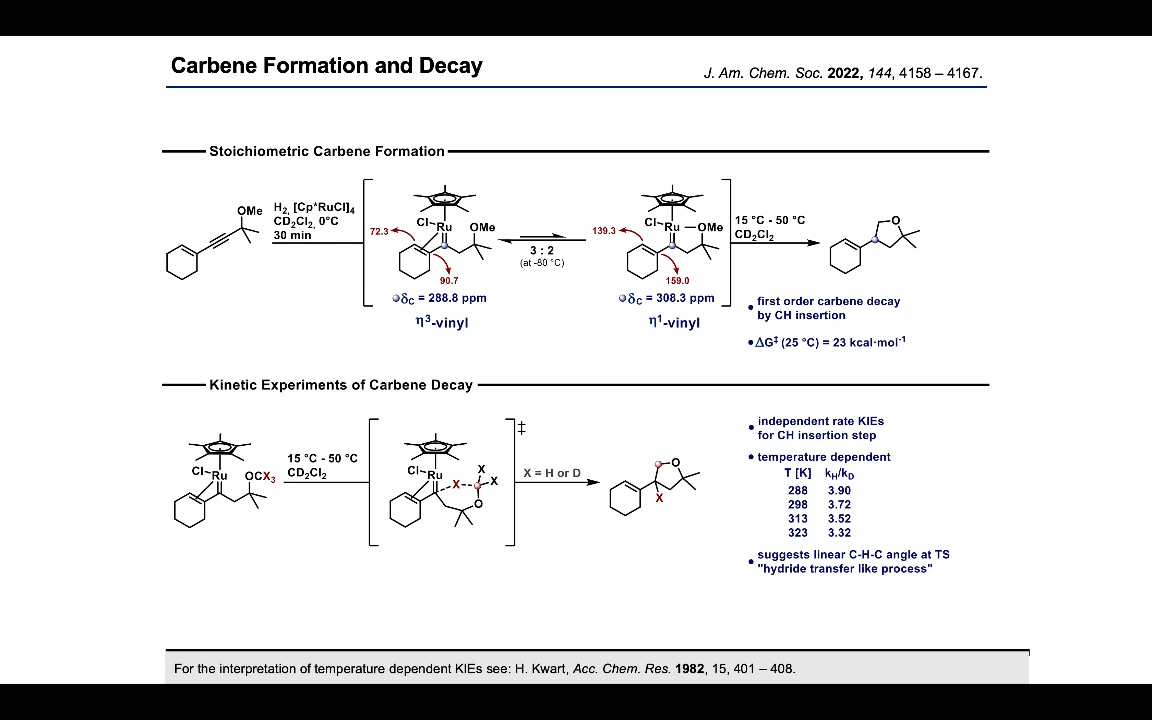 Carbene Formation and Decay
J. Am. Chem. Soc. 2022, 144, 4158 – 4167.
Stoichiometric Carbene Formation
OMe
H2, [Cp*RuCl]4
CD2Cl2, 0°C
30 min
Cl
Ru
OMe
72.3
90.7
δC = 288.8 ppm
η3-vinyl
3 : 2
(at -80 °C)
Cl
Ru
OMe
139.3
159.0
δC = 308.3 ppm
η1-vinyl
15 °C - 50 °C
CD2Cl2
O
first order carbene decay
by CH insertion
ΔG‡ (25 °C) = 23 kcal·mol-1
Kinetic Experiments of Carbene Decay
Cl
Ru
OCX3
15 °C - 50 °C
CD2Cl2
Cl
Ru
X
X
X
O
‡
X = H or D
O
X
• independent rate KIEs
for CH insertion step
• temperature dependent
T [K] kH/kD
288 3.90
298 3.72
313 3.52
323 3.32
• suggests linear C-H-C angle at TS
"hydride transfer like process"
For the interpretation of temperature dependent KIEs see: H. Kwart, Acc. Chem. Res. 1982, 15, 401 – 408.